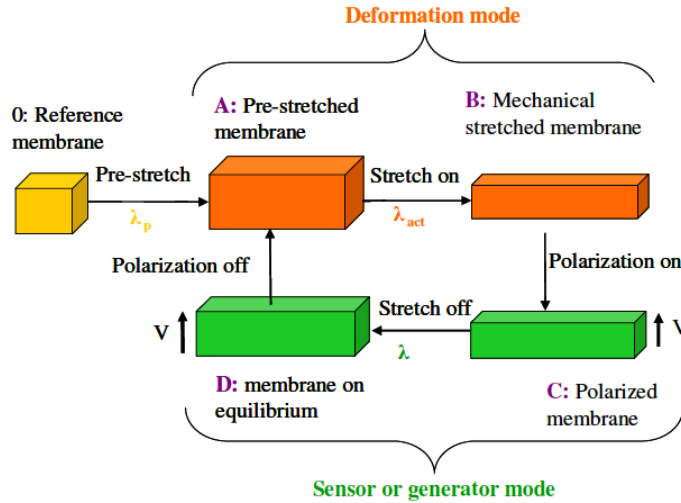 Deformation mode
0: Reference
membrane
A: Pre-stretched
membrane
B: Mechanical
stretched membrane
Pre-stretch
λp
Stretch on
λact
Polarization off
Polarization on
V
Stretch off
λ
V
D: membrane on
equilibrium
C: Polarized
membrane
Sensor or generator mode